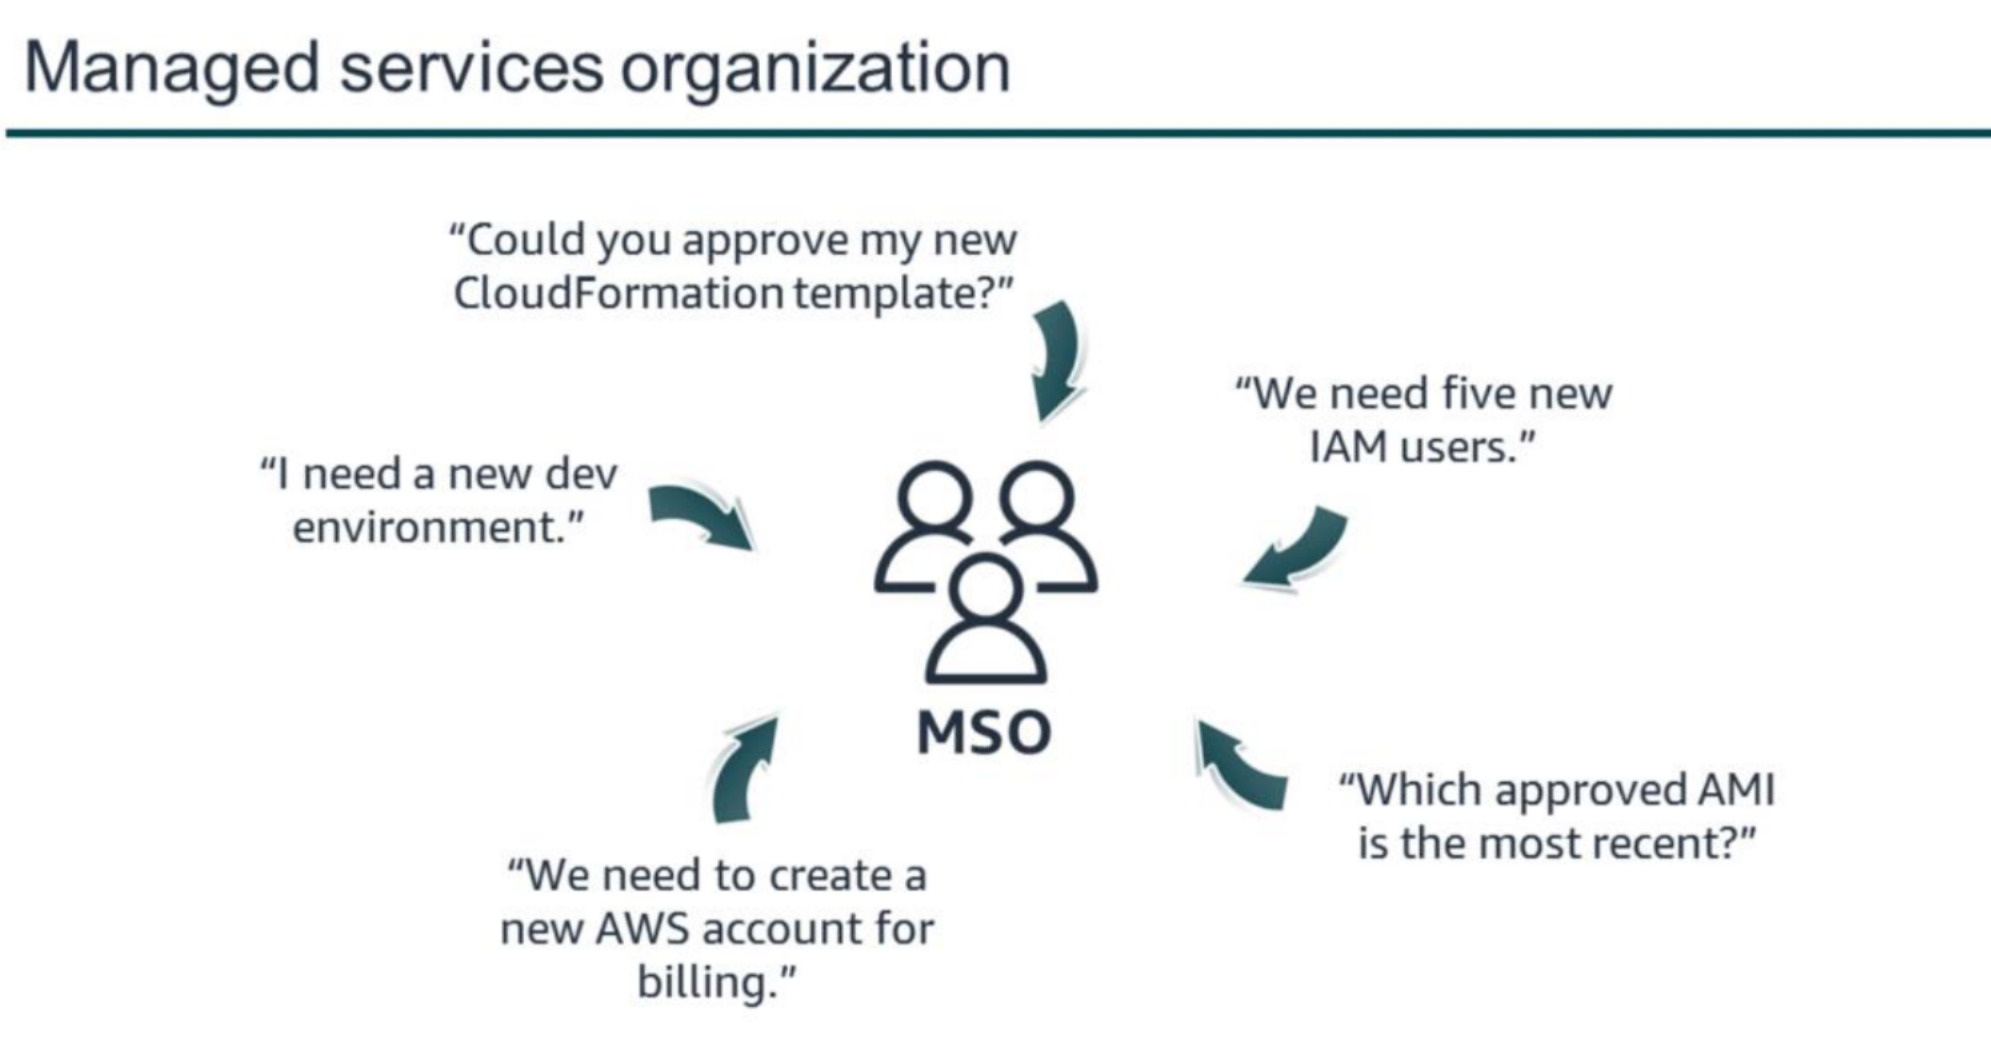 Managed services organization
“Could you approve my new
CloudFormation template?”
“We need five new
IAM users.”
“I need a new dev
environment.”
MSO
“Which approved AMI
is the most recent?”
“We need to create a
new AWS account for
billing.”